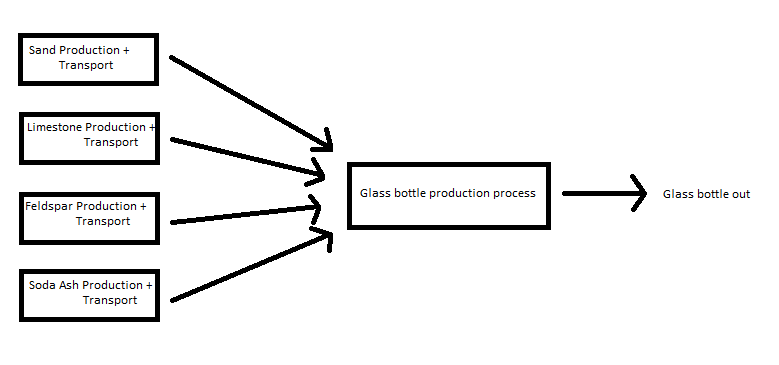 Sand Production +
Transport
Limestone Production +
Transport
Feldspar Production +
Transport
Soda Ash Production +
Transport
Glass bottle production process
Glass bottle out